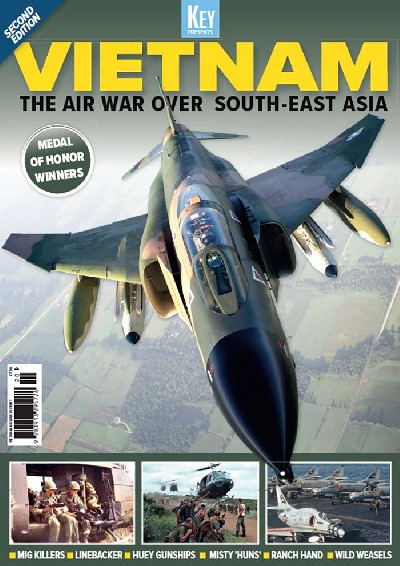 SECOND
EDITION
KEY
PRESENTS
VIETNAM
THE AIR WAR OVER SOUTH-EAST ASIA
MEDAL
OF HONOR
WINNERS
MIG KILLERS ■ LINEBACKER ■ HUEY GUNSHIPS ■ MISTY 'HUNS' ■ RANCH HAND ■ WILD WEASELS